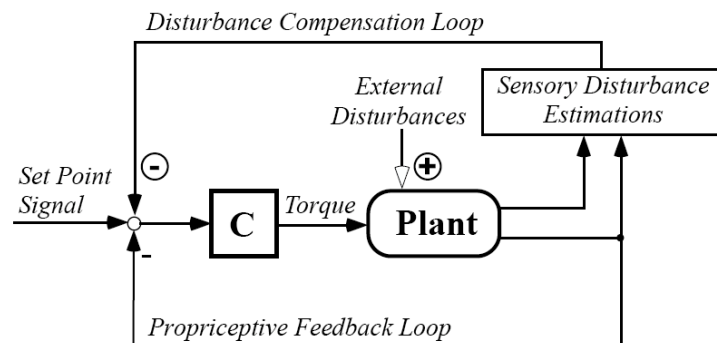 Disturbance Compensation Loop
External
Disturbances
Sensory Disturbance
Estimations
-
+
Set Point
Signal
C
Torque
Plant
-
Propriceptive Feedback Loop